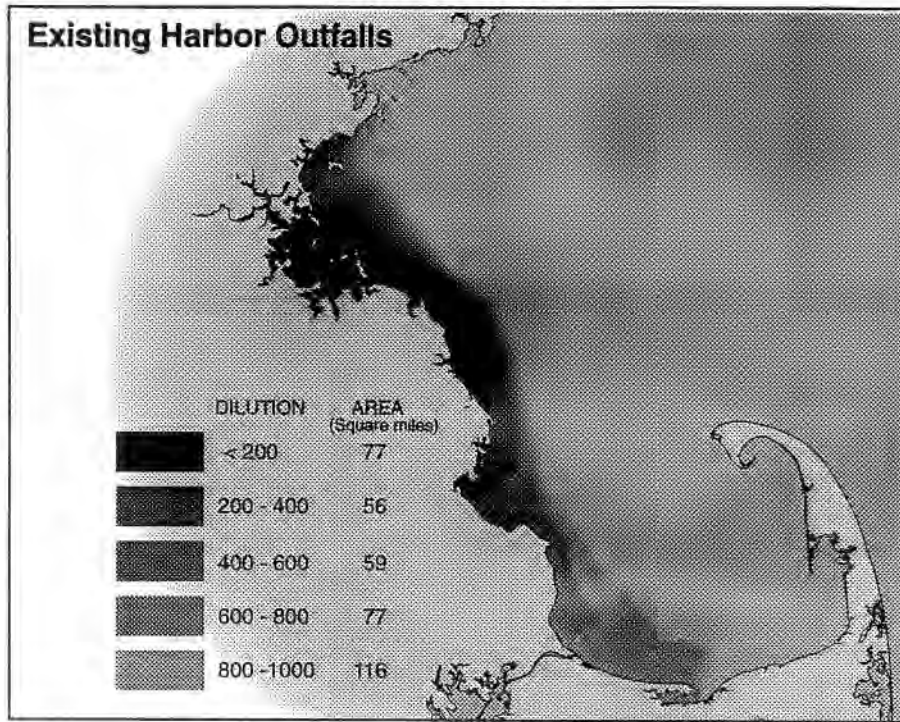 Existing Harbor Outfalls
DILUTION AREA
(Square miles)
< 200 77
200 - 400 56
400 - 600 59
600 - 800 77
800 -1000 116